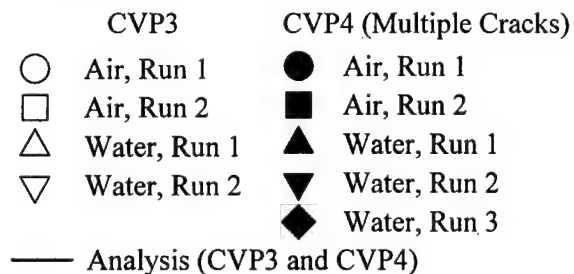 CVP3 CVP4 (Multiple Cracks)
Air, Run 1 Air, Run 1
Air, Run 2 Air, Run 2
Water, Run 1 Water, Run 1
Water, Run 2 Water, Run 2
Water, Run 3
Analysis (CVP3 and CVP4)